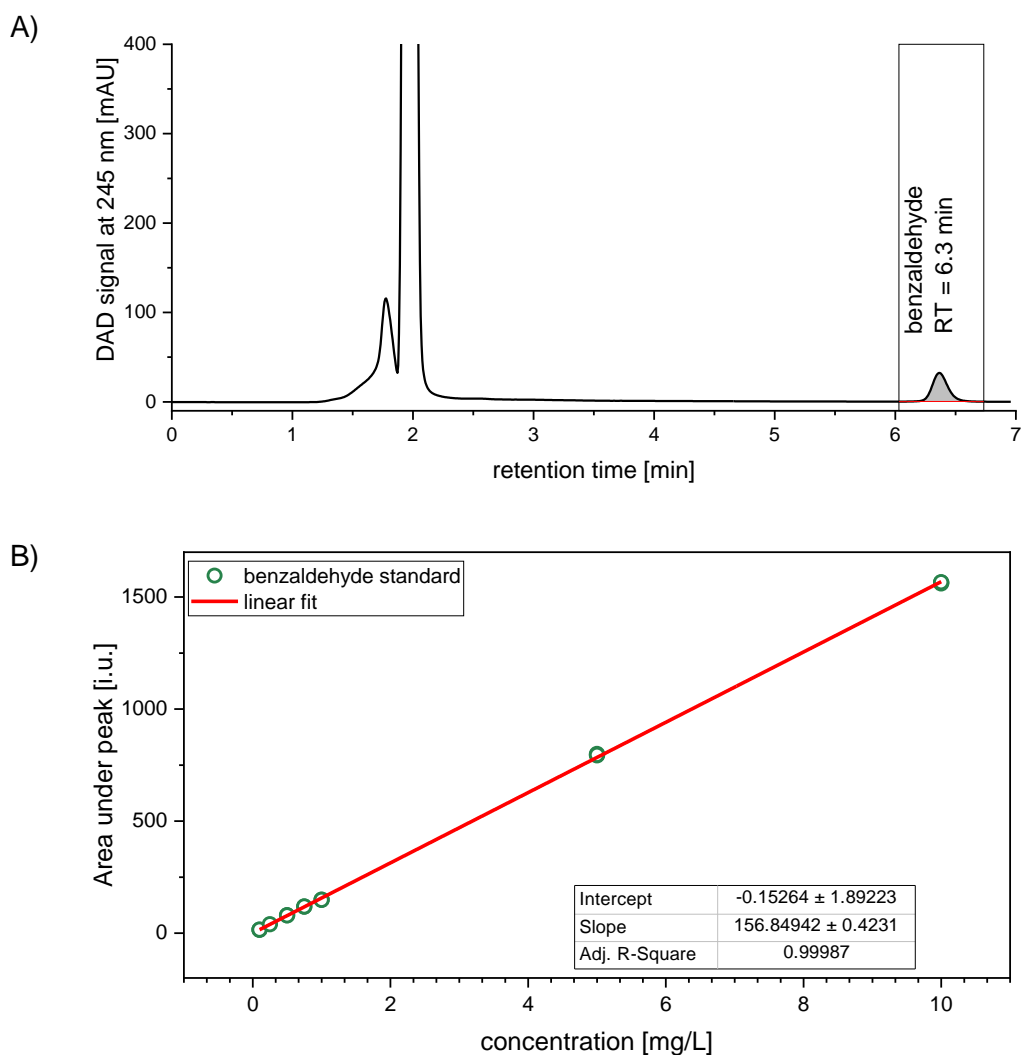 A)
400
300
200
100
0
DAD signal at 245 nm [mAU]
benzaldehyde
RT = 6.3 min
0 1 2 3 4 5 6 7
retention time [min]
B)
benzaldehyde standard
linear fit
1500
1000
500
0
Area under peak [i.u.]
Intercept -0.15264 ± 1.89223
Slope 156.84942 ± 0.4231
Adj. R-Square 0.99987
0 2 4 6 8 10
concentration [mg/L]